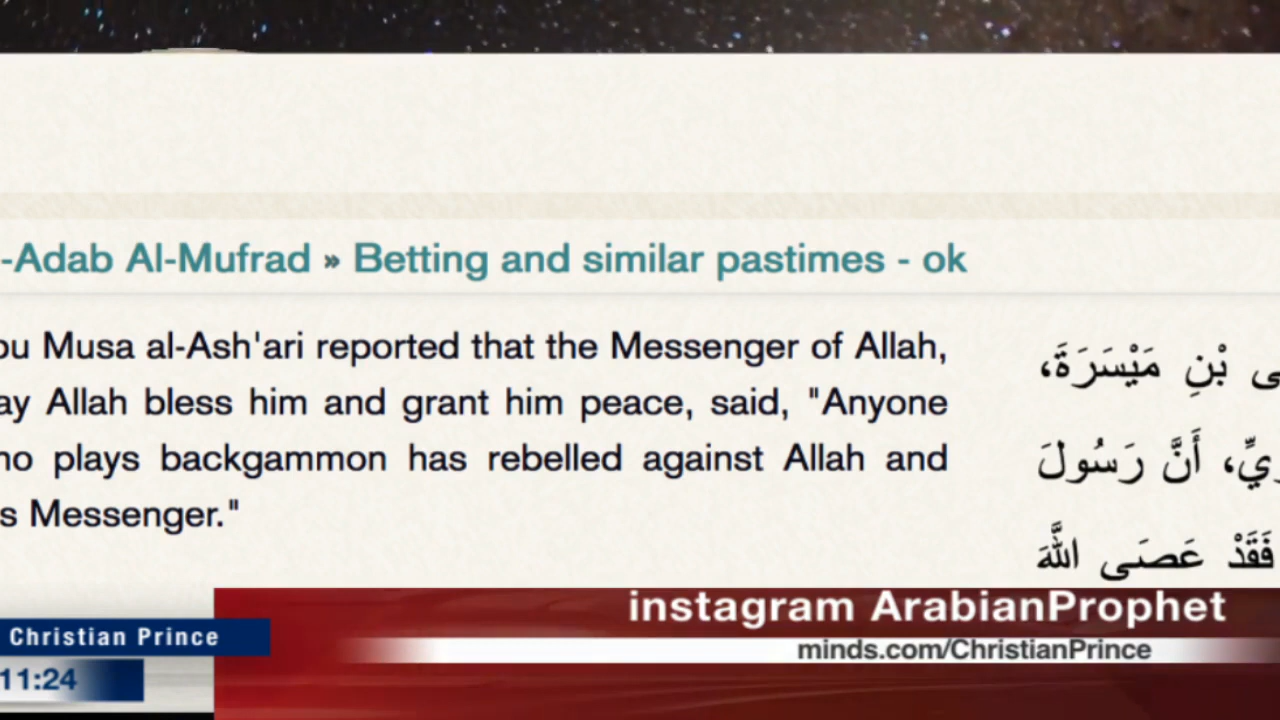 -Adab Al-Mufrad » Betting and similar pastimes - ok
ou Musa al-Ash'ari reported that the Messenger of Allah,
ay Allah bless him and grant him peace, said, "Anyone
ho plays backgammon has rebelled against Allah and
s Messenger."
ى بْنِ مَيْسَرَةَ،
رِيِّ، أَنَّ رَسُولَ
فَقَدْ عَصَى اللَّهَ
instagram ArabianProphet
Christian Prince
minds.com/ChristianPrince
11:24